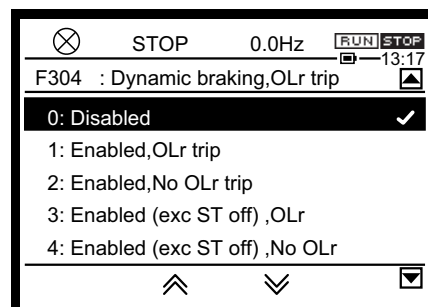 STOP 0.0Hz RUN STOP
13:17
F304 : Dynamic braking,OLr trip
0: Disabled
1: Enabled,OLr trip
2: Enabled,No OLr trip
3: Enabled (exc ST off) ,OLr
4: Enabled (exc ST off) ,No OLr